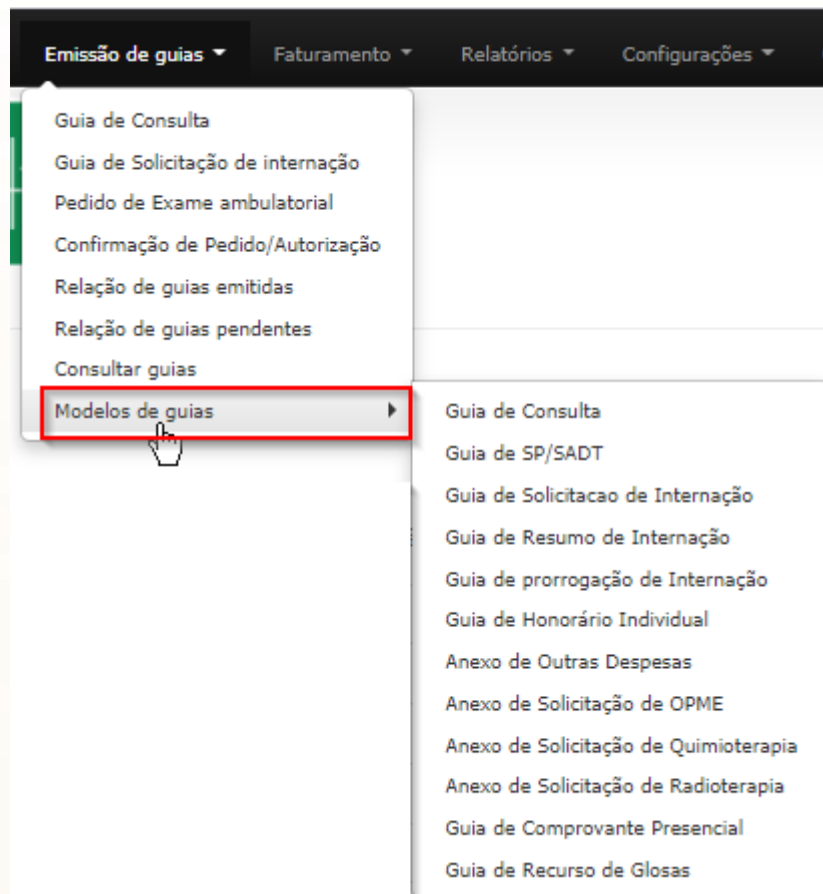 Emissão de guias Faturamento Relatórios Configurações
Guia de Consulta
Guia de Solicitação de internação
Pedido de Exame ambulatorial
Confirmação de Pedido/Autorização
Relação de guias emitidas
Relação de guias pendentes
Consultar guias
Modelos de guias
Guia de Consulta
Guia de SP/SADT
Guia de Solicitacao de Internação
Guia de Resumo de Internação
Guia de prorrogação de Internação
Guia de Honorário Individual
Anexo de Outras Despesas
Anexo de Solicitação de OPME
Anexo de Solicitação de Quimioterapia
Anexo de Solicitação de Radioterapia
Guia de Comprovante Presencial
Guia de Recurso de Glosas